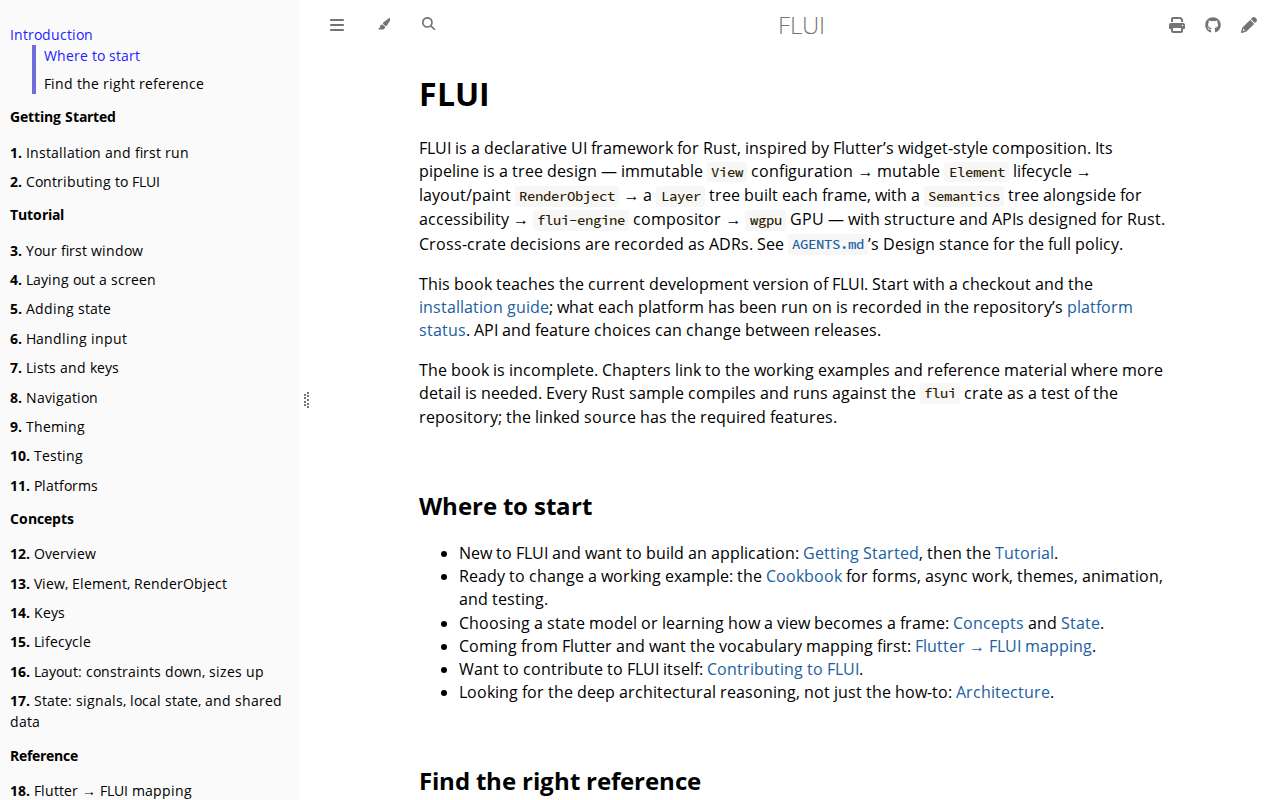 Introduction
Where to start
Find the right reference
Getting Started
1. Installation and first run
2. Contributing to FLUI
Tutorial
3. Your first window
4. Laying out a screen
5. Adding state
6. Handling input
7. Lists and keys
8. Navigation
9. Theming
10. Testing
11. Platforms
Concepts
12. Overview
13. View, Element, RenderObject
14. Keys
15. Lifecycle
16. Layout: constraints down, sizes up
17. State: signals, local state, and shared
data
Reference
18. Flutter → FLUI mapping
FLUI
FLUI
FLUI is a declarative UI framework for Rust, inspired by Flutter’s widget-style composition. Its
pipeline is a tree design — immutable View configuration → mutable Element lifecycle →
layout/paint RenderObject → a Layer tree built each frame, with a Semantics tree alongside for
accessibility → flui-engine compositor → wgpu GPU — with structure and APIs designed for Rust.
Cross-crate decisions are recorded as ADRs. See AGENTS.md’s Design stance for the full policy.
This book teaches the current development version of FLUI. Start with a checkout and the
installation guide; what each platform has been run on is recorded in the repository’s platform
status. API and feature choices can change between releases.
The book is incomplete. Chapters link to the working examples and reference material where more
detail is needed. Every Rust sample compiles and runs against the flui crate as a test of the
repository; the linked source has the required features.
Where to start
• New to FLUI and want to build an application: Getting Started, then the Tutorial.
• Ready to change a working example: the Cookbook for forms, async work, themes, animation,
and testing.
• Choosing a state model or learning how a view becomes a frame: Concepts and State.
• Coming from Flutter and want the vocabulary mapping first: Flutter → FLUI mapping.
• Want to contribute to FLUI itself: Contributing to FLUI.
• Looking for the deep architectural reasoning, not just the how-to: Architecture.
Find the right reference